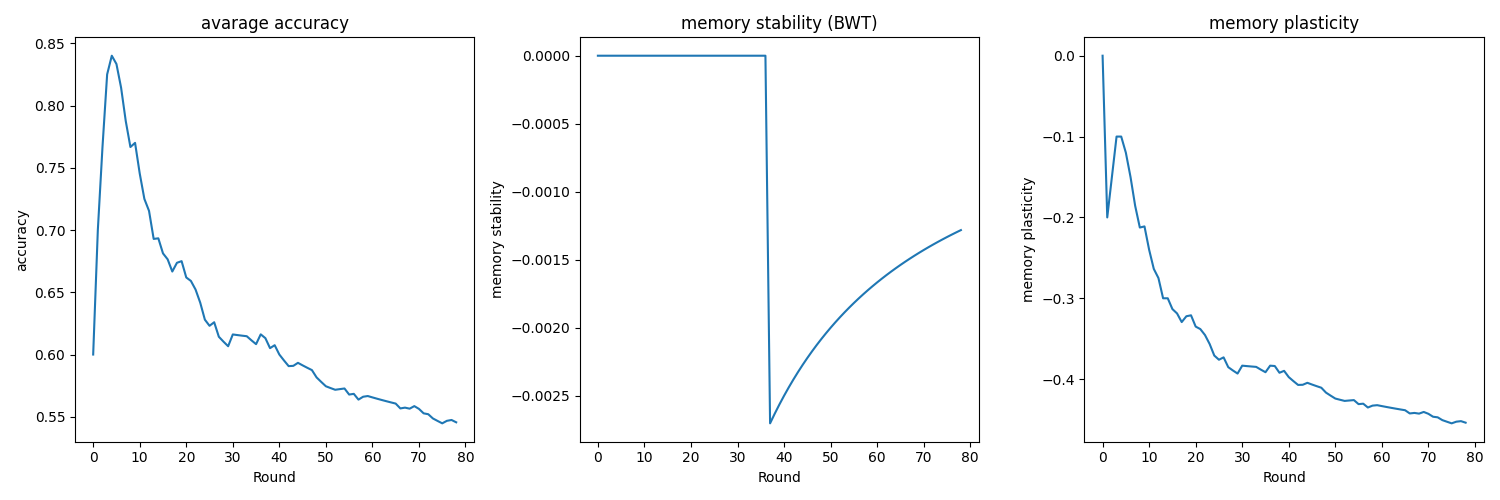 avarage accuracy
0.85
0.80
0.75
0.70
0.65
0.60
0.55
accuracy
0 10 20 30 40 50 60 70 80
Round
memory stability (BWT)
0.0000
−0.0005
−0.0010
−0.0015
−0.0020
−0.0025
memory stability
0 10 20 30 40 50 60 70 80
Round
memory plasticity
0.0
−0.1
−0.2
−0.3
−0.4
memory plasticity
0 10 20 30 40 50 60 70 80
Round